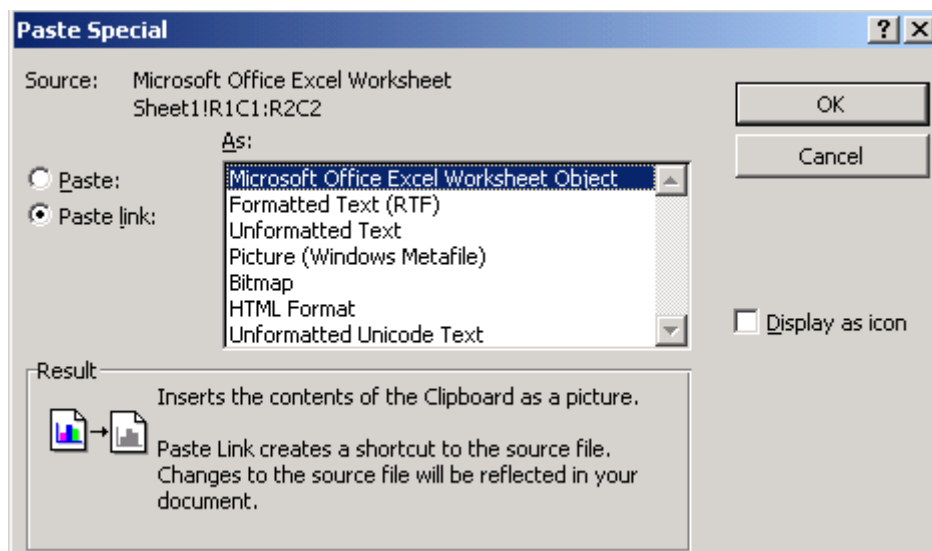 Paste Special
Source: Microsoft Office Excel Worksheet
Sheet1!R1C1:R2C2
OK
As:
Cancel
Paste:
Paste link:
Microsoft Office Excel Worksheet Object
Formatted Text (RTF)
Unformatted Text
Picture (Windows Metafile)
Bitmap
HTML Format
Unformatted Unicode Text
Display as icon
Result
Inserts the contents of the Clipboard as a picture.
Paste Link creates a shortcut to the source file.
Changes to the source file will be reflected in your
document.